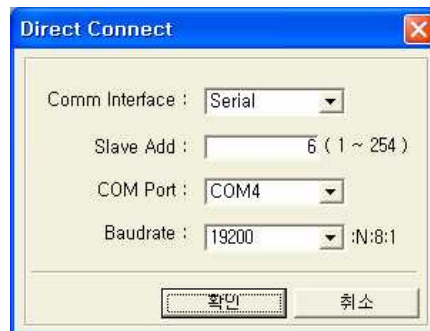 Direct Connect
Comm Interface : Serial
Slave Add : 6 ( 1 ~ 254 )
COM Port : COM4
Baudrate : 19200 :N:8:1
확인 취소